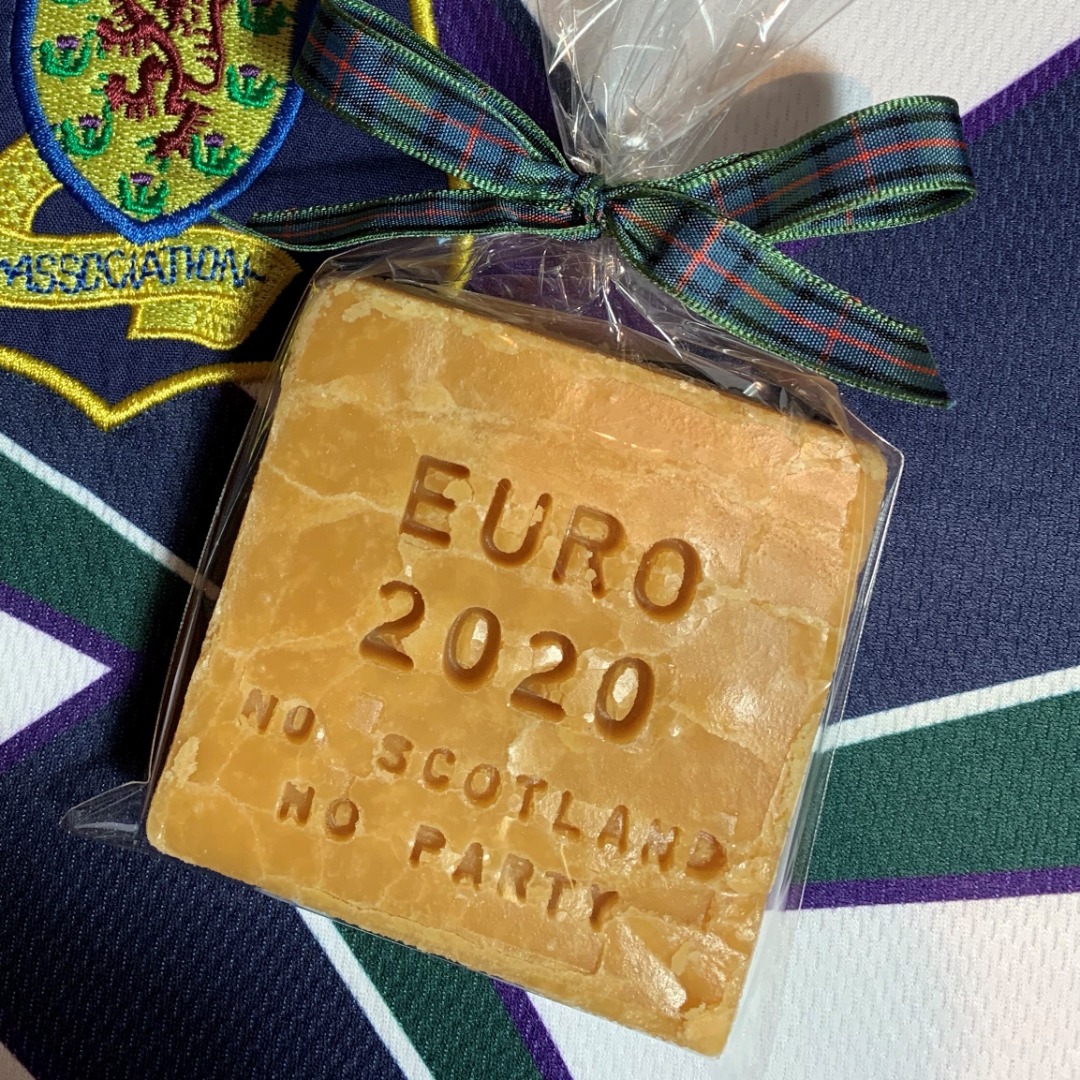 ASSOCIATION
EURO
2020
NO SCOTLAND
NO PARTY